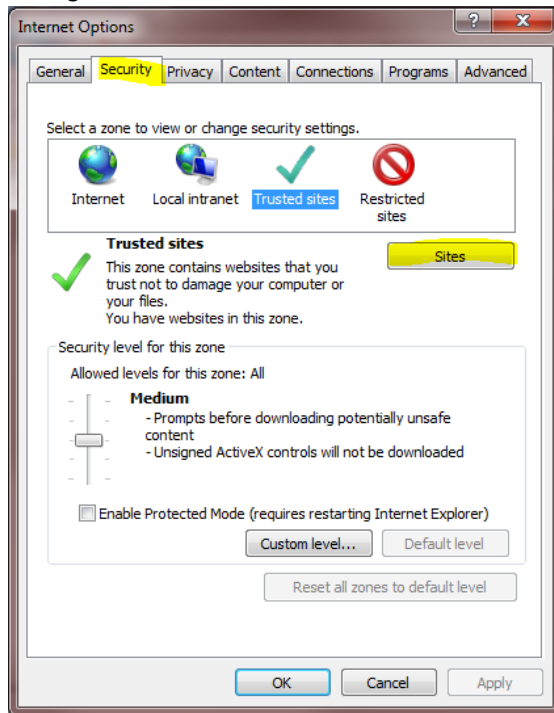 Internet Options
?
X
General Security Privacy Content Connections Programs Advanced
Select a zone to view or change security settings.
Internet Local intranet Trusted sites Restricted
sites
Trusted sites
Sites
This zone contains websites that you
trust not to damage your computer or
your files.
You have websites in this zone.
Security level for this zone
Allowed levels for this zone: All
Medium
- Prompts before downloading potentially unsafe
content
- Unsigned ActiveX controls will not be downloaded
Enable Protected Mode (requires restarting Internet Explorer)
Custom level... Default level
Reset all zones to default level
OK Cancel Apply